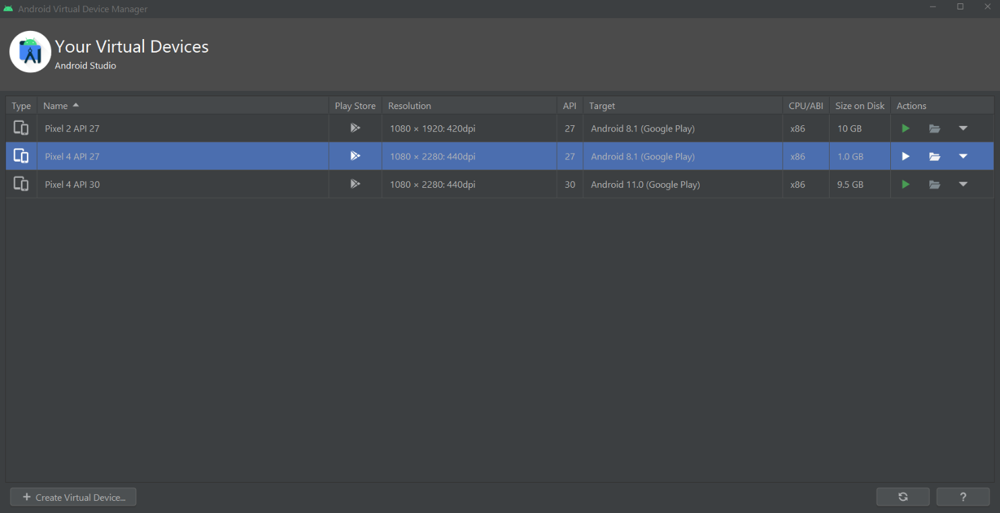 Android Virtual Device Manager
Your Virtual Devices
Android Studio
Type Name Play Store Resolution API Target CPU/ABI Size on Disk Actions
Pixel 2 API 27 1080 × 1920: 420dpi 27 Android 8.1 (Google Play) x86 10 GB
Pixel 4 API 27 1080 × 2280: 440dpi 27 Android 8.1 (Google Play) x86 1.0 GB
Pixel 4 API 30 1080 × 2280: 440dpi 30 Android 11.0 (Google Play) x86 9.5 GB
+ Create Virtual Device... ?